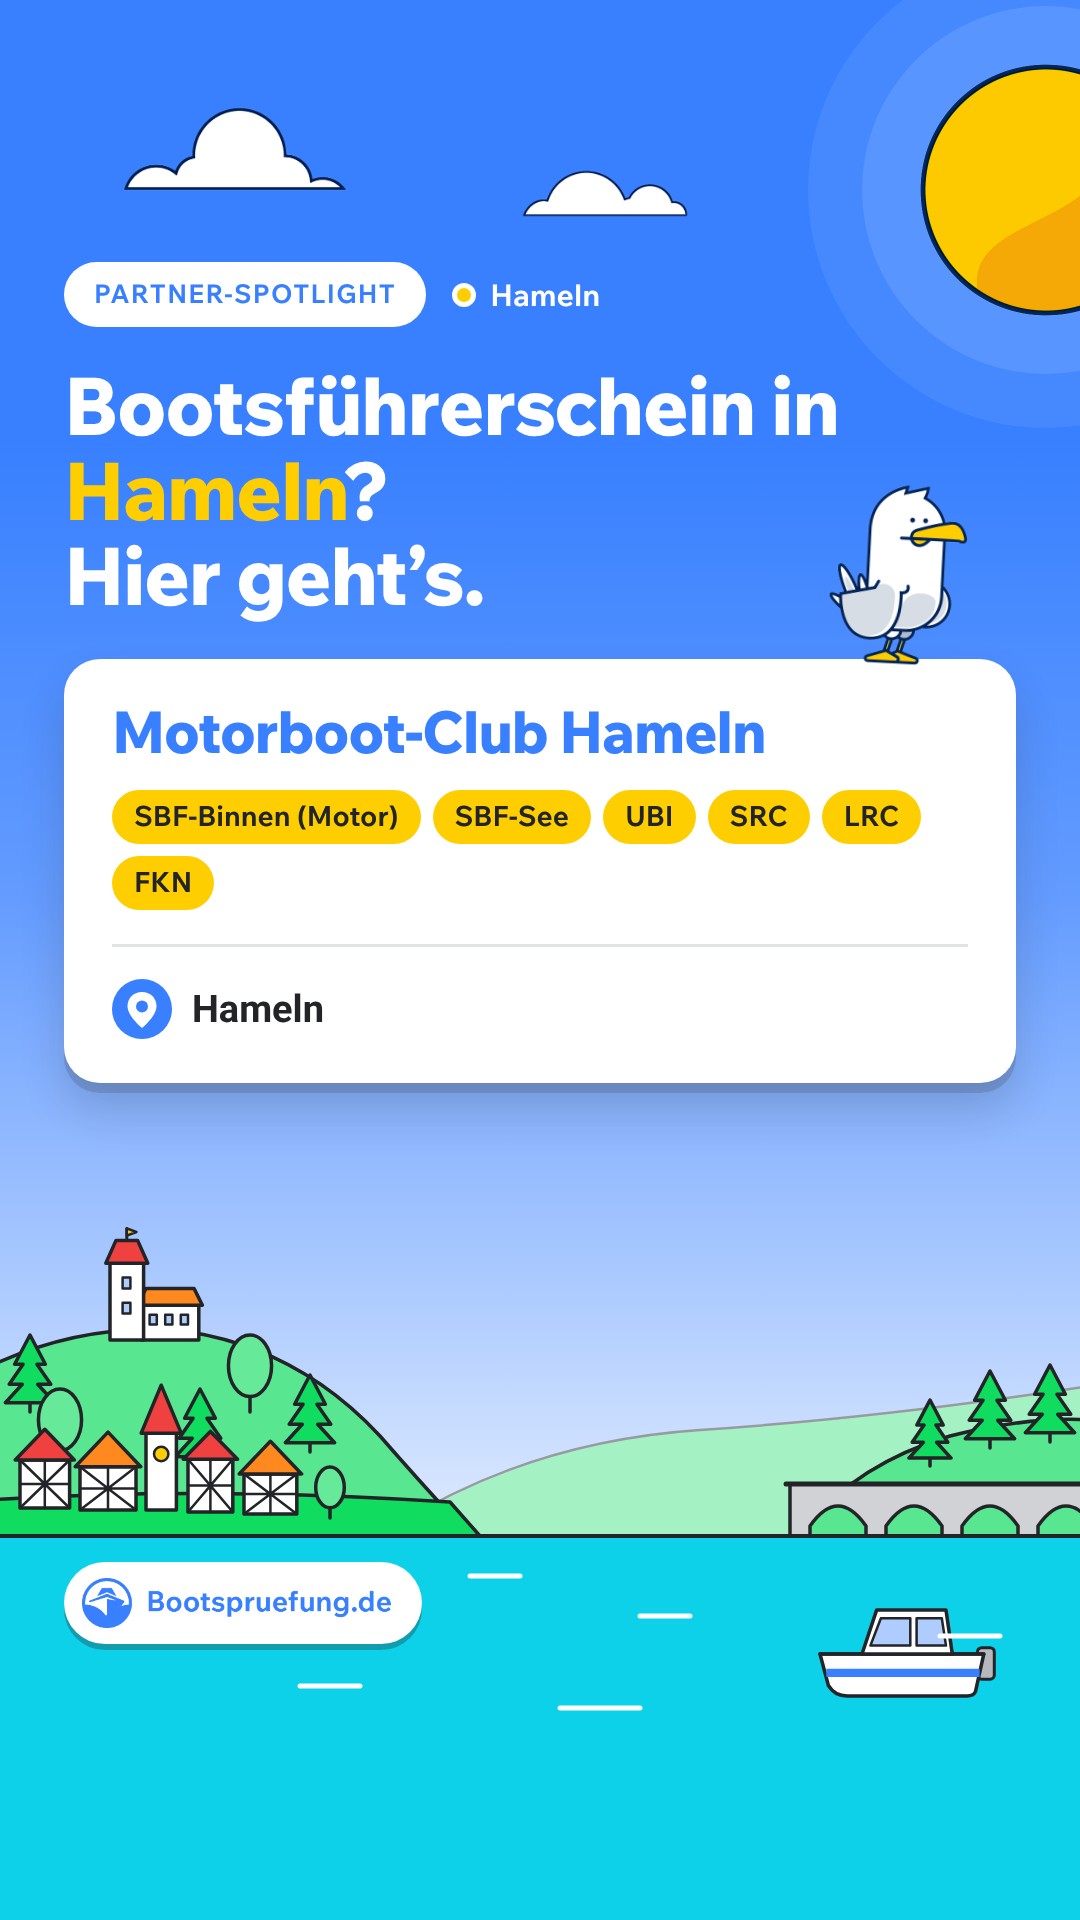 PARTNER-SPOTLIGHT Hameln
Bootsführerschein in
Hameln?
Hier geht’s.
Motorboot-Club Hameln
SBF-Binnen (Motor) SBF-See UBI SRC LRC
FKN
Hameln
Bootspruefung.de